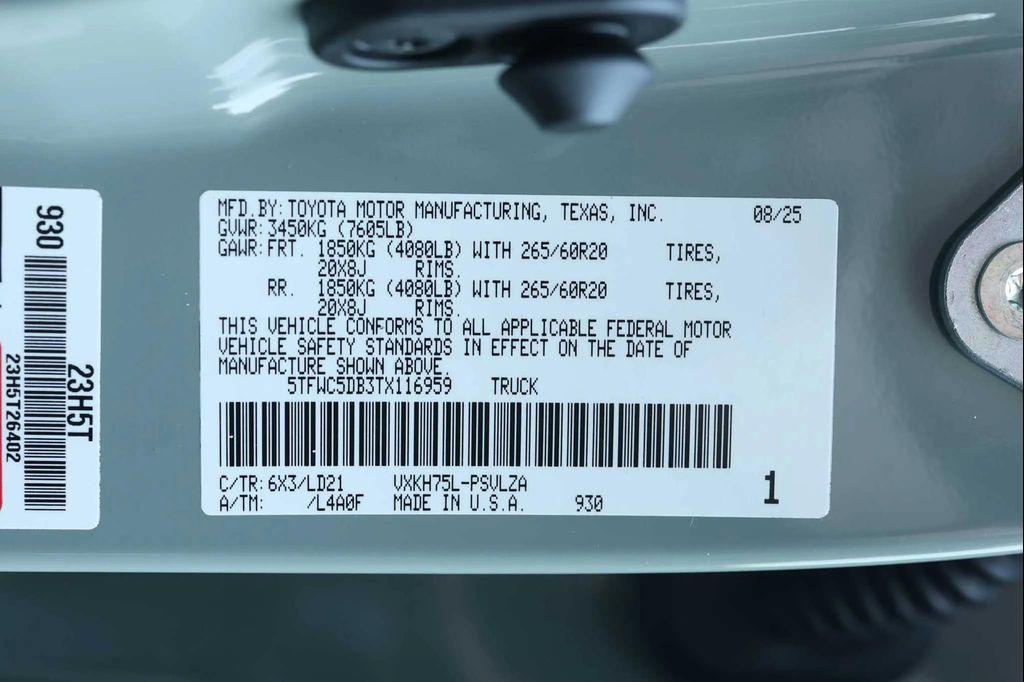 MFD.BY:TOYOTA MOTOR MANUFACTURING, TEXAS, INC. 08/25
GVWR:3450KG (7605LB)
GAWR:FRT. 1850KG (4080LB) WITH 265/60R20 TIRES,
20X8J RIMS.
RR. 1850KG (4080LB) WITH 265/60R20 TIRES,
20X8J RIMS.
THIS VEHICLE CONFORMS TO ALL APPLICABLE FEDERAL MOTOR
VEHICLE SAFETY STANDARDS IN EFFECT ON THE DATE OF
MANUFACTURE SHOWN ABOVE.
5TFWC5DB3TX116959 TRUCK
C/TR:6X3/LD21 VXKH75L-PSVLZA
A/TM: /L4A0F MADE IN U.S.A. 930
1
930
23H5T
23H5T26402